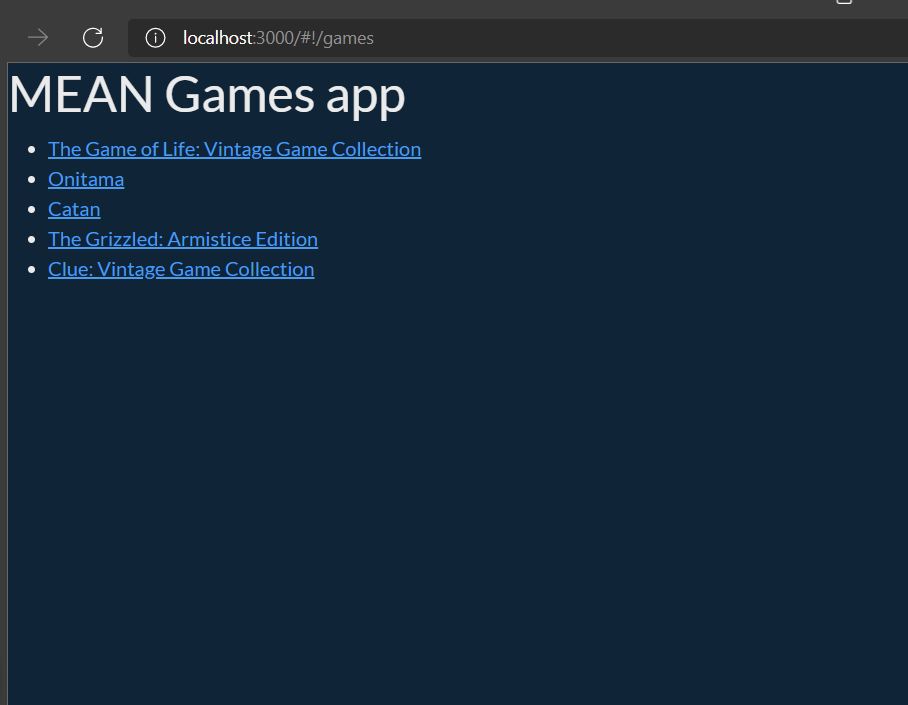 localhost:3000/#!/games
MEAN Games app
The Game of Life: Vintage Game Collection
Onitama
Catan
The Grizzled: Armistice Edition
Clue: Vintage Game Collection